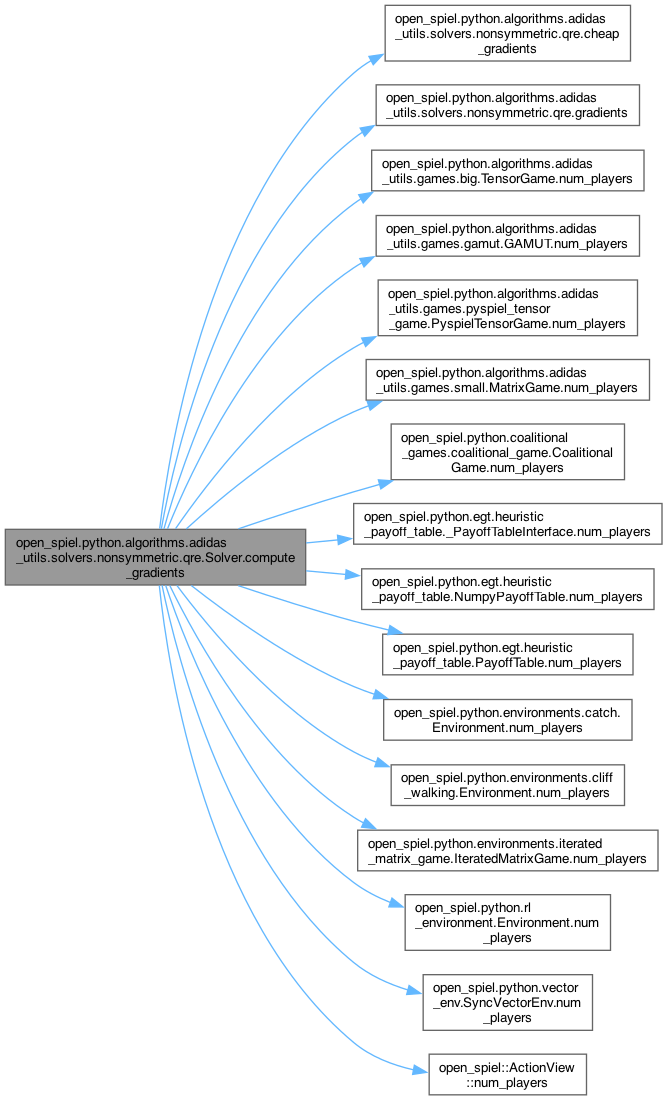 open_spiel.python.algorithms.adidas
_utils.solvers.nonsymmetric.qre.cheap
_gradients
open_spiel.python.algorithms.adidas
_utils.solvers.nonsymmetric.qre.gradients
open_spiel.python.algorithms.adidas
_utils.games.big.TensorGame.num_players
open_spiel.python.algorithms.adidas
_utils.games.gamut.GAMUT.num_players
open_spiel.python.algorithms.adidas
_utils.games.pyspiel_tensor
_game.PyspielTensorGame.num_players
open_spiel.python.algorithms.adidas
_utils.games.small.MatrixGame.num_players
open_spiel.python.coalitional
_games.coalitional_game.Coalitional
Game.num_players
open_spiel.python.algorithms.adidas
_utils.solvers.nonsymmetric.qre.Solver.compute
_gradients
open_spiel.python.egt.heuristic
_payoff_table._PayoffTableInterface.num_players
open_spiel.python.egt.heuristic
_payoff_table.NumpyPayoffTable.num_players
open_spiel.python.egt.heuristic
_payoff_table.PayoffTable.num_players
open_spiel.python.environments.catch.
Environment.num_players
open_spiel.python.environments.cliff
_walking.Environment.num_players
open_spiel.python.environments.iterated
_matrix_game.IteratedMatrixGame.num_players
open_spiel.python.rl
_environment.Environment.num
_players
open_spiel.python.vector
_env.SyncVectorEnv.num
_players
open_spiel::ActionView
::num_players